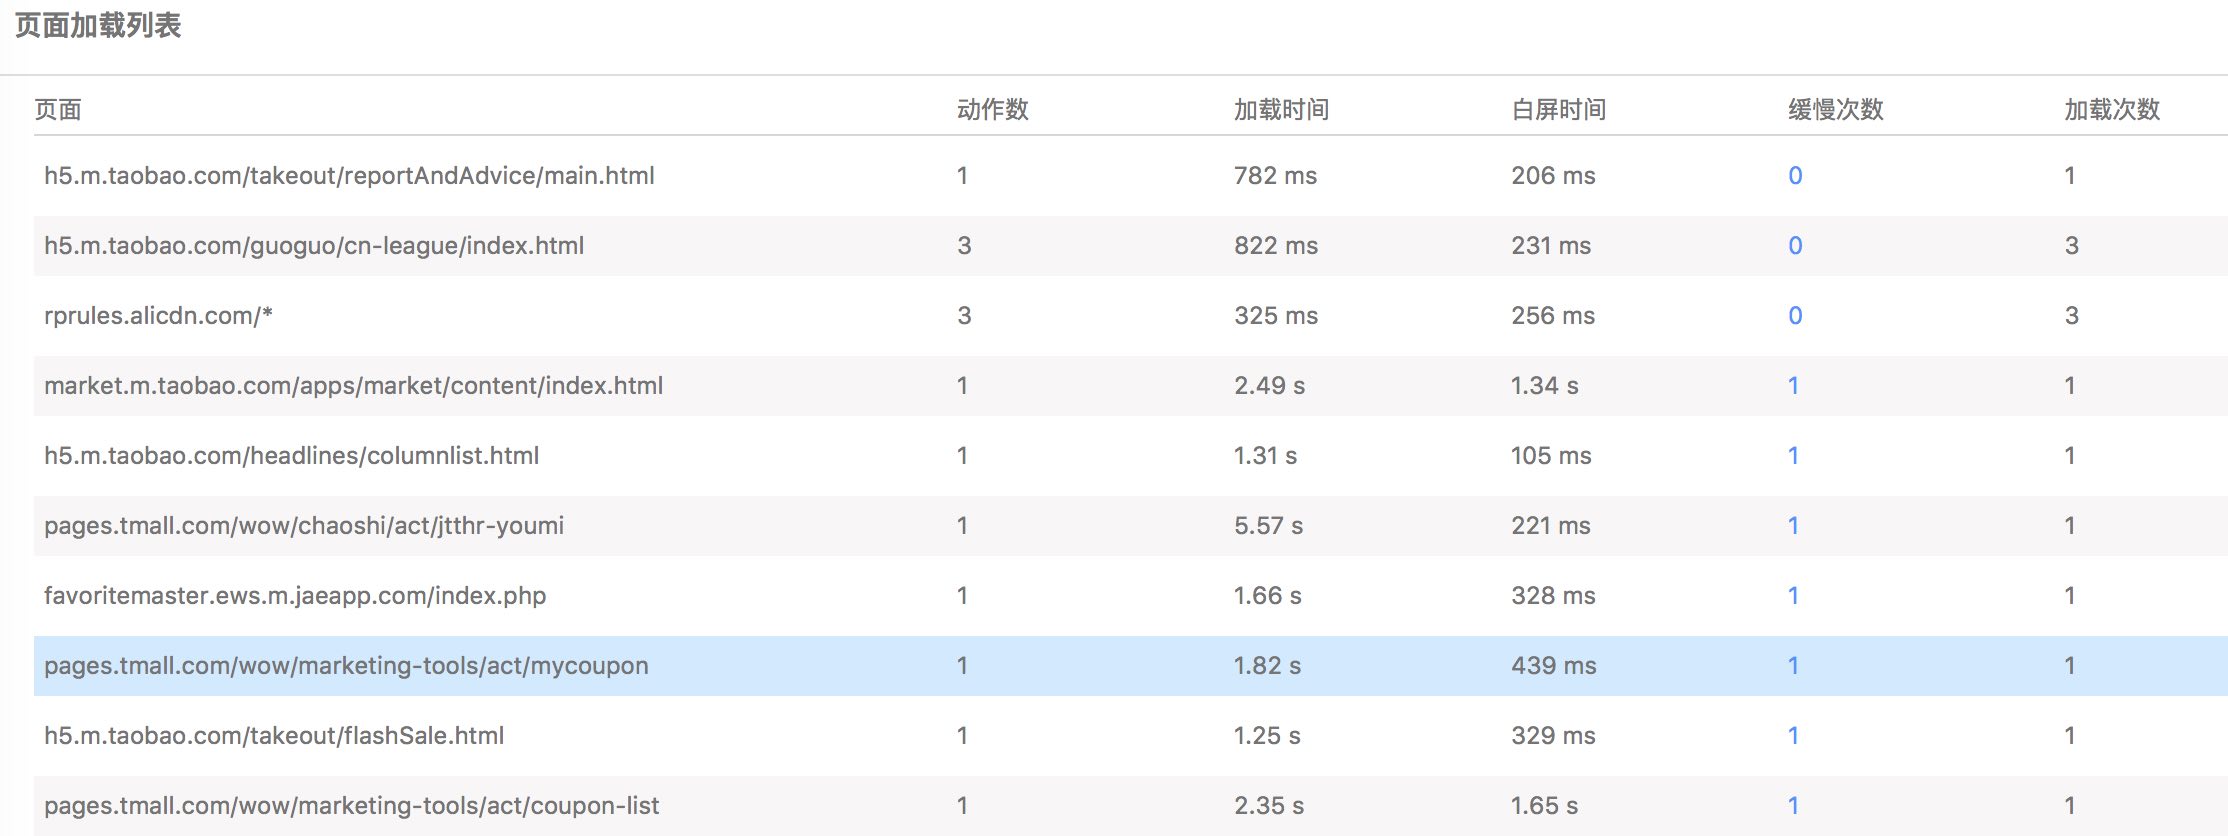 页面加载列表
页面 动作数 加载时间 白屏时间 缓慢次数 加载次数
h5.m.taobao.com/takeout/reportAndAdvice/main.html 1 782 ms 206 ms 0 1
h5.m.taobao.com/guoguo/cn-league/index.html 3 822 ms 231 ms 0 3
rprules.alicdn.com/* 3 325 ms 256 ms 0 3
market.m.taobao.com/apps/market/content/index.html 1 2.49 s 1.34 s 1 1
h5.m.taobao.com/headlines/columnlist.html 1 1.31 s 105 ms 1 1
pages.tmall.com/wow/chaoshi/act/jtthr-youmi 1 5.57 s 221 ms 1 1
favoritemaster.ews.m.jaeapp.com/index.php 1 1.66 s 328 ms 1 1
pages.tmall.com/wow/marketing-tools/act/mycoupon 1 1.82 s 439 ms 1 1
h5.m.taobao.com/takeout/flashSale.html 1 1.25 s 329 ms 1 1
pages.tmall.com/wow/marketing-tools/act/coupon-list 1 2.35 s 1.65 s 1 1